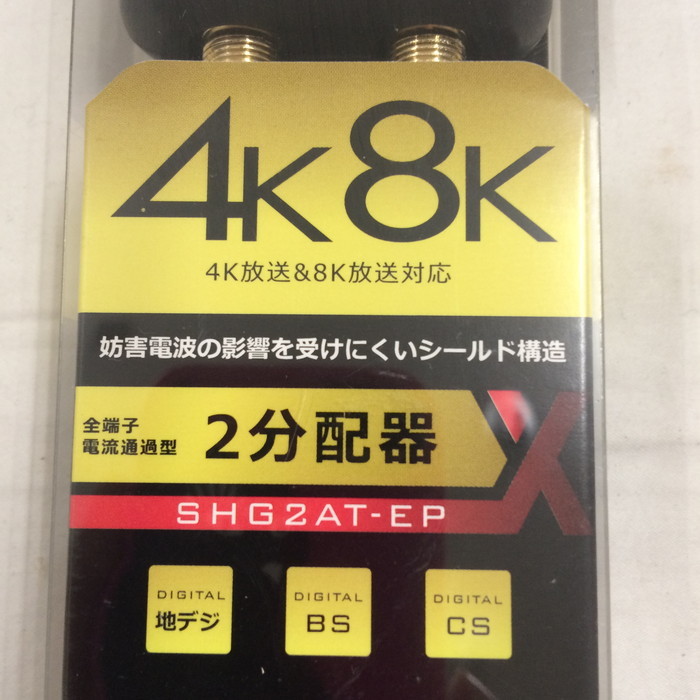 4K 8K
4K放送&8K放送対応
妨害電波の影響を受けにくいシールド構造
全端子
電流通過型
2分配器
SHG2AT-EP
DIGITAL
地デジ
DIGITAL
BS
DIGITAL
CS